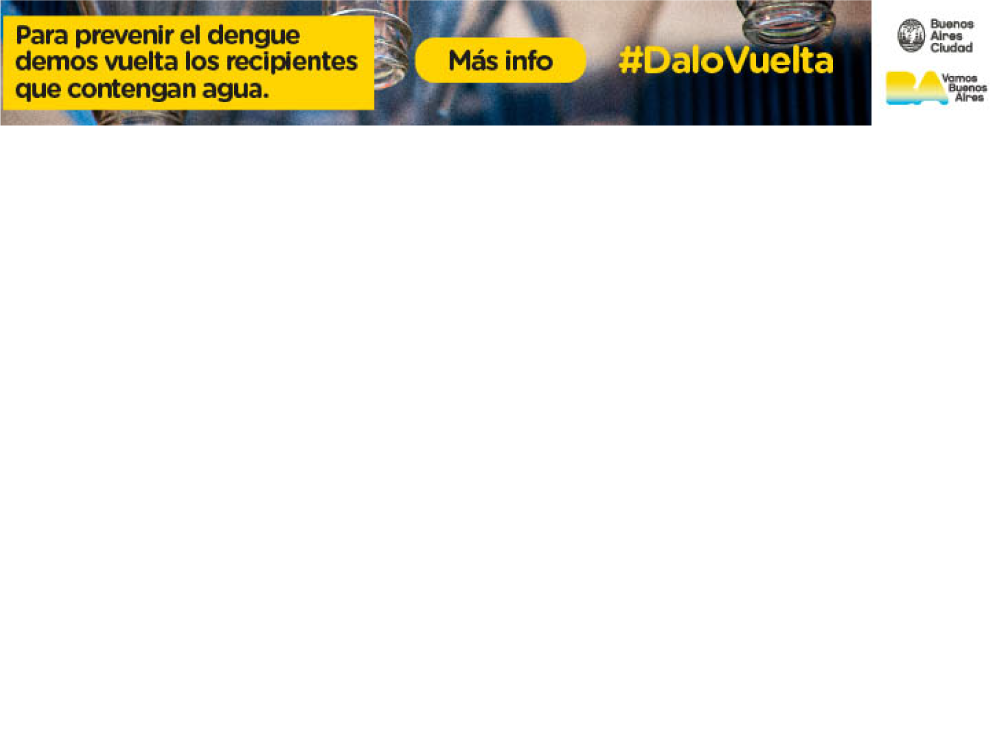 Para prevenir el dengue
demos vuelta los recipientes
que contengan agua.
Más info
#DaloVuelta
Buenos
Aires
Ciudad
BA
Vamos
Buenos
Aires